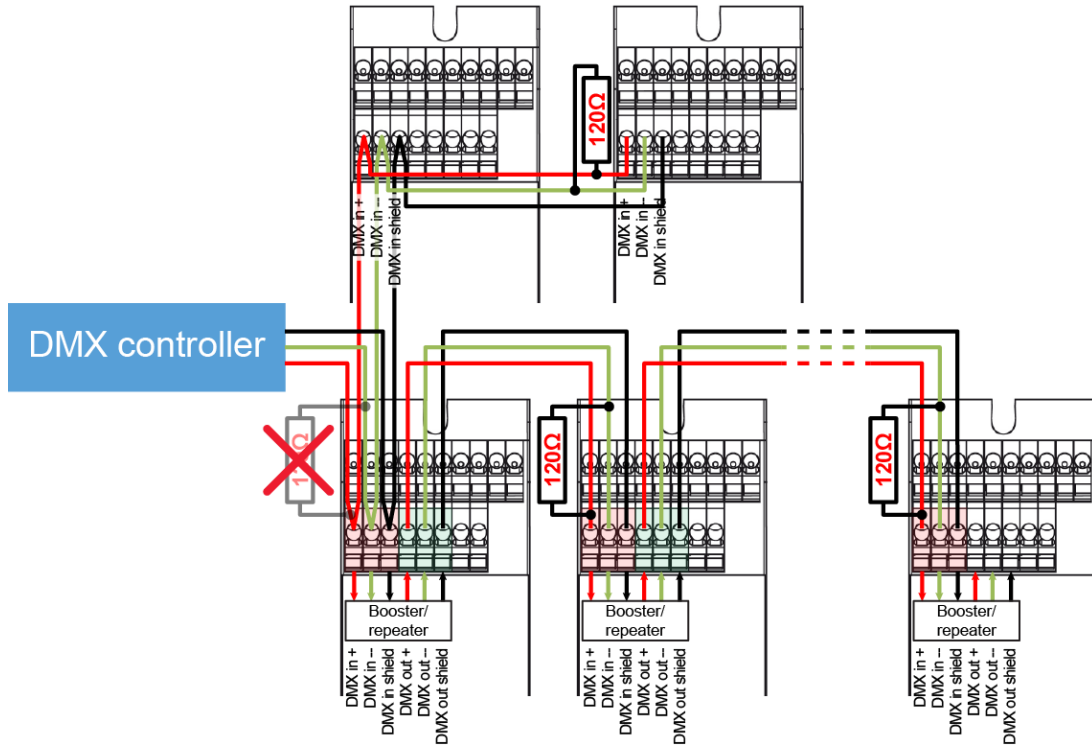 120Ω
DMX in +
DMX in --
DMX in shield
DMX in +
DMX in --
DMX in shield
DMX controller
120Ω
120Ω
120Ω
Booster/
repeater
Booster/
repeater
Booster/
repeater
DMX in +
DMX in --
DMX in shield
DMX out +
DMX out --
DMX out shield
DMX in +
DMX in --
DMX in shield
DMX out +
DMX out --
DMX out shield
DMX in +
DMX in --
DMX in shield
DMX out +
DMX out --
DMX out shield